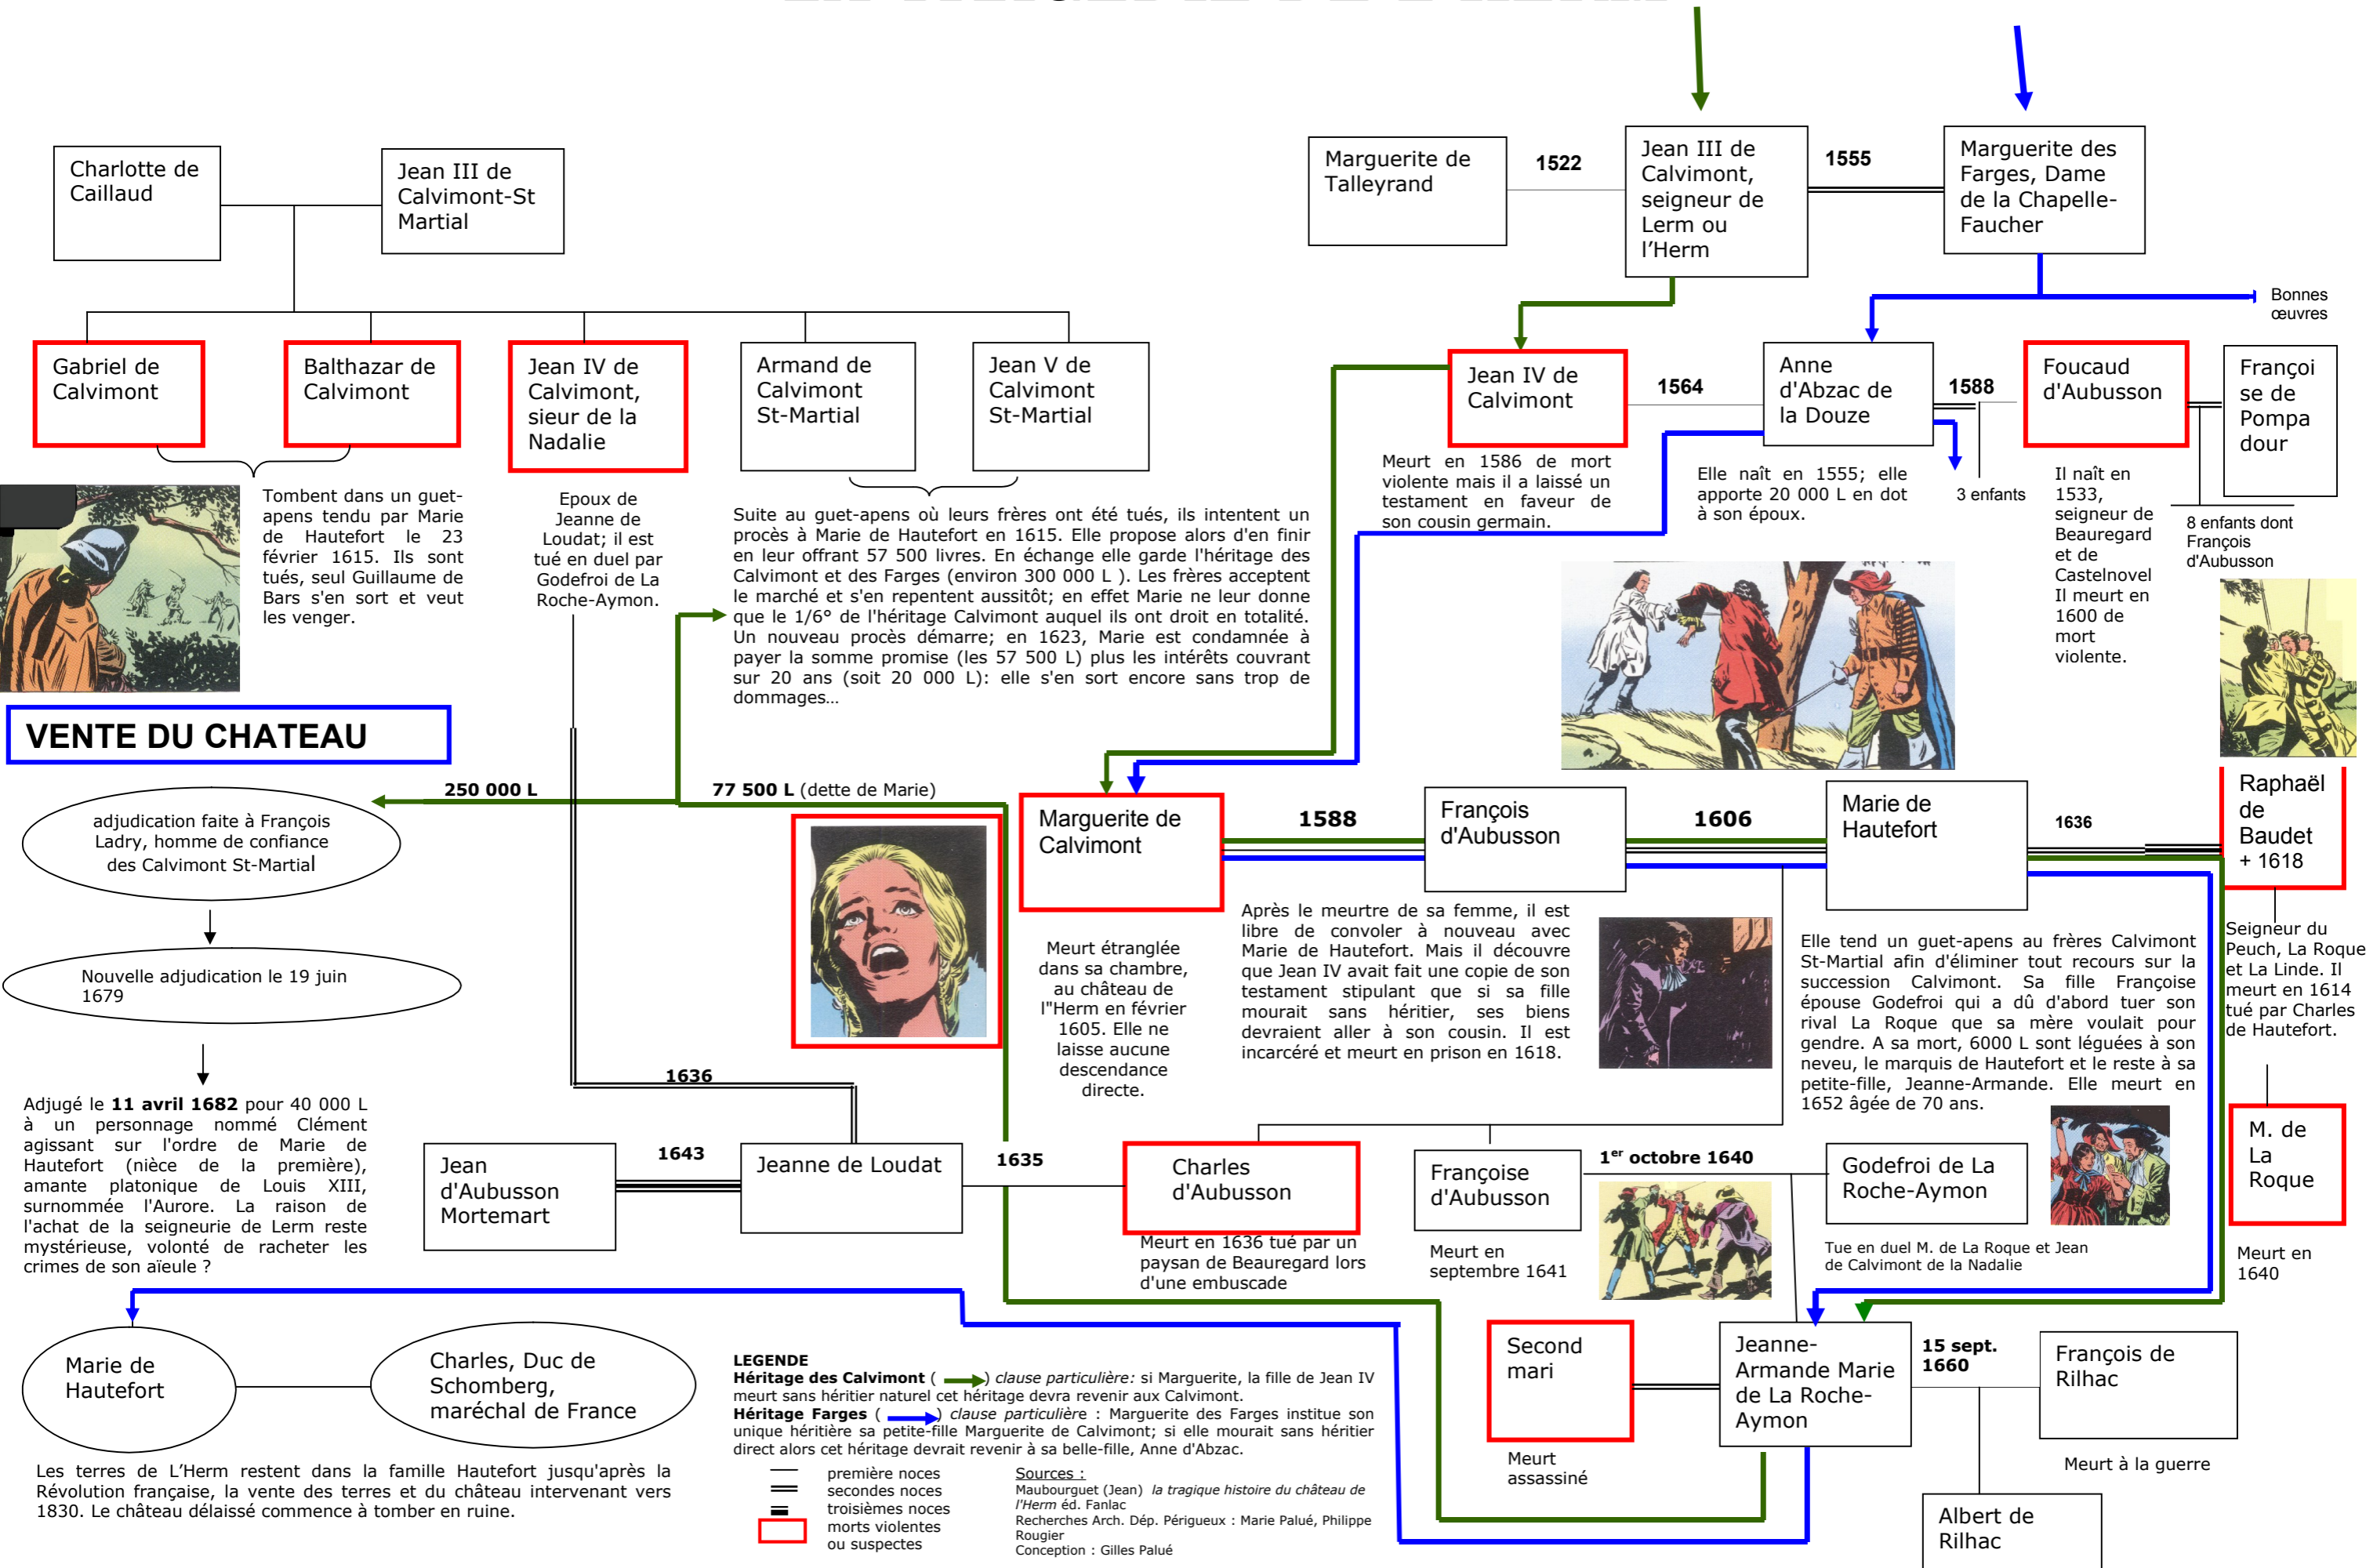 Charlotte de
Caillaud
Jean III de
Calvimont-St
Martial
Marguerite de
Talleyrand
1522
Jean III de
Calvimont,
seigneur de
Lerm ou
l'Herm
1555
Marguerite des
Farges, Dame
de la Chapelle-
Faucher
Bonnes
œuvres
Gabriel de
Calvimont
Balthazar de
Calvimont
Jean IV de
Calvimont,
sieur de la
Nadalie
Armand de
Calvimont
St-Martial
Jean V de
Calvimont
St-Martial
Jean IV de
Calvimont
1564
Anne
d'Abzac de
la Douze
1588
Foucaud
d'Aubusson
Françoi
se de
Pompa
dour
Tombent dans un guet-
apens tendu par Marie
de Hautefort le 23
février 1615. Ils sont
tués, seul Guillaume de
Bars s'en sort et veut
les venger.
Epoux de
Jeanne de
Loudat; il est
tué en duel par
Godefroi de La
Roche-Aymon.
Suite au guet-apens où leurs frères ont été tués, ils intentent un
procès à Marie de Hautefort en 1615. Elle propose alors d'en finir
en leur offrant 57 500 livres. En échange elle garde l'héritage des
Calvimont et des Farges (environ 300 000 L ). Les frères acceptent
le marché et s'en repentent aussitôt; en effet Marie ne leur donne
que le 1/6° de l'héritage Calvimont auquel ils ont droit en totalité.
Un nouveau procès démarre; en 1623, Marie est condamnée à
payer la somme promise (les 57 500 L) plus les intérêts couvrant
sur 20 ans (soit 20 000 L): elle s'en sort encore sans trop de
dommages…
Meurt en 1586 de mort
violente mais il a laissé un
testament en faveur de
son cousin germain.
Elle naît en 1555; elle
apporte 20 000 L en dot
à son époux.
3 enfants
Il naît en
1533,
seigneur de
Beauregard
et de
Castelnovel
Il meurt en
1600 de
mort
violente.
8 enfants dont
François
d'Aubusson
VENTE DU CHATEAU
250 000 L
77 500 L (dette de Marie)
adjudication faite à François
Ladry, homme de confiance
des Calvimont St-Martial
Nouvelle adjudication le 19 juin
1679
Adjugé le 11 avril 1682 pour 40 000 L
à un personnage nommé Clément
agissant sur l'ordre de Marie de
Hautefort (nièce de la première),
amante platonique de Louis XIII,
surnommée l'Aurore. La raison de
l'achat de la seigneurie de Lerm reste
mystérieuse, volonté de racheter les
crimes de son aïeule ?
Marguerite de
Calvimont
1588
François
d'Aubusson
1606
Marie de
Hautefort
1636
Raphaël
de
Baudet
+ 1618
Meurt étranglée
dans sa chambre,
au château de
l"Herm en février
1605. Elle ne
laisse aucune
descendance
directe.
Après le meurtre de sa femme, il est
libre de convoler à nouveau avec
Marie de Hautefort. Mais il découvre
que Jean IV avait fait une copie de son
testament stipulant que si sa fille
mourait sans héritier, ses biens
devraient aller à son cousin. Il est
incarcéré et meurt en prison en 1618.
Elle tend un guet-apens au frères Calvimont
St-Martial afin d'éliminer tout recours sur la
succession Calvimont. Sa fille Françoise
épouse Godefroi qui a dû d'abord tuer son
rival La Roque que sa mère voulait pour
gendre. A sa mort, 6000 L sont léguées à son
neveu, le marquis de Hautefort et le reste à sa
petite-fille, Jeanne-Armande. Elle meurt en
1652 âgée de 70 ans.
Seigneur du
Peuch, La Roque
et La Linde. Il
meurt en 1614
tué par Charles
de Hautefort.
1636
Jean
d'Aubusson
Mortemart
1643
Jeanne de Loudat
1635
Charles
d'Aubusson
Meurt en 1636 tué par un
paysan de Beauregard lors
d'une embuscade
Françoise
d'Aubusson
Meurt en
septembre 1641
1er octobre 1640
Godefroi de La
Roche-Aymon
Tue en duel M. de La Roque et Jean
de Calvimont de la Nadalie
M. de
La
Roque
Meurt en
1640
Marie de
Hautefort
Charles, Duc de
Schomberg,
maréchal de France
Les terres de L'Herm restent dans la famille Hautefort jusqu'après la
Révolution française, la vente des terres et du château intervenant vers
1830. Le château délaissé commence à tomber en ruine.
LEGENDE
Héritage des Calvimont ( ) clause particulière: si Marguerite, la fille de Jean IV
meurt sans héritier naturel cet héritage devra revenir aux Calvimont.
Héritage Farges ( ) clause particulière : Marguerite des Farges institue son
unique héritière sa petite-fille Marguerite de Calvimont; si elle mourait sans héritier
direct alors cet héritage devrait revenir à sa belle-fille, Anne d'Abzac.
première noces
secondes noces
troisièmes noces
morts violentes
ou suspectes
Sources :
Maubourguet (Jean) la tragique histoire du château de
l'Herm éd. Fanlac
Recherches Arch. Dép. Périgueux : Marie Palué, Philippe
Rougier
Conception : Gilles Palué
Second
mari
Meurt
assassiné
Jeanne-
Armande Marie
de La Roche-
Aymon
15 sept.
1660
François de
Rilhac
Meurt à la guerre
Albert de
Rilhac